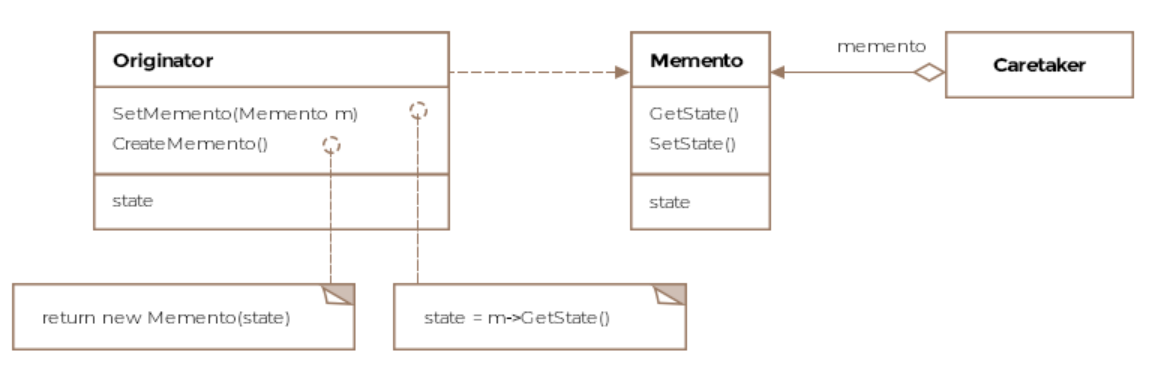 Originator
SetMemento(Memento m)
CreateMemento()
state
Memento
GetState()
SetState()
state
memento
Caretaker
return new Memento(state)
state = m->GetState()